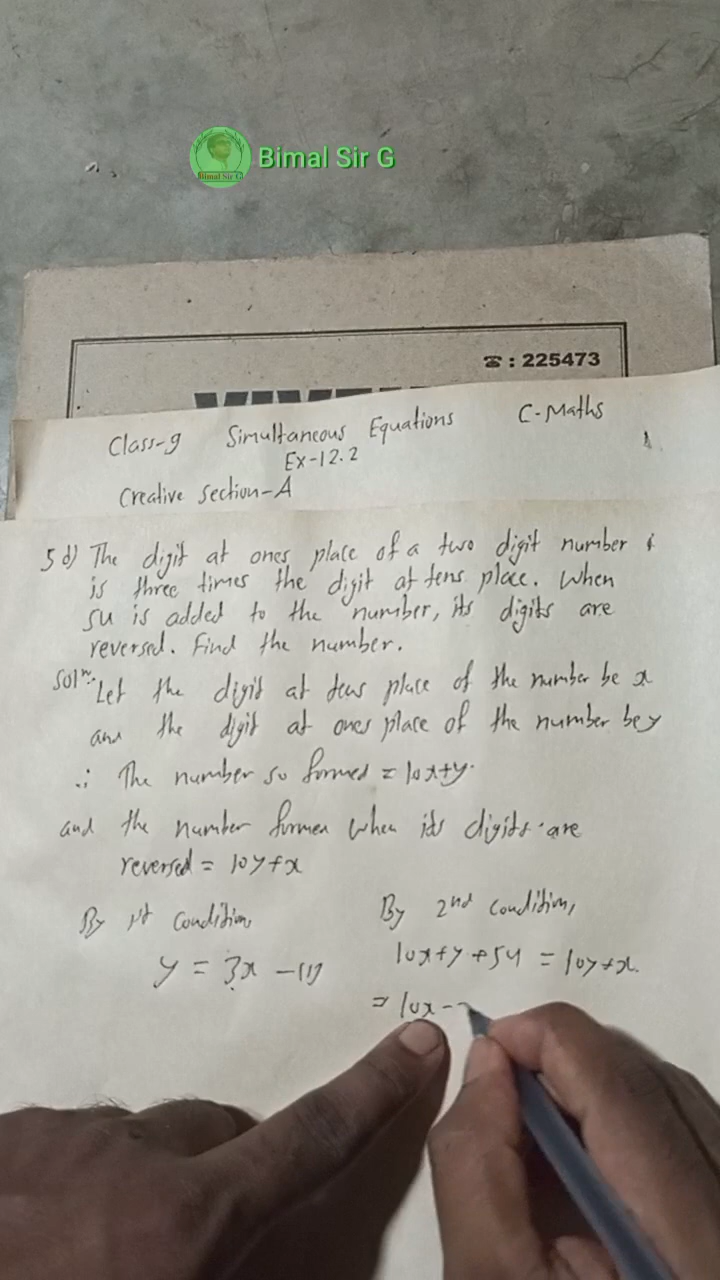 Bimal Sir G
Bimal Sir G
☎ : 225473
Class-9 Simultaneous Equations C-Maths
Ex-12.2
Creative Section-A
5 d) The digit at ones place of a two digit number
is three times the digit at tens place. When
54 is added to the number, its digits are
reversed. Find the number.
Solⁿ:
Let the digit at tens place of the number be x
and the digit at ones place of the number be y
∴ The number so formed = 10x+y.
and the number formed when its digits are
reversed = 10y+x
By 1st condition, By 2nd condition,
y = 3x -(1) 10x+y+54 = 10y+x.
⇒ 10x -